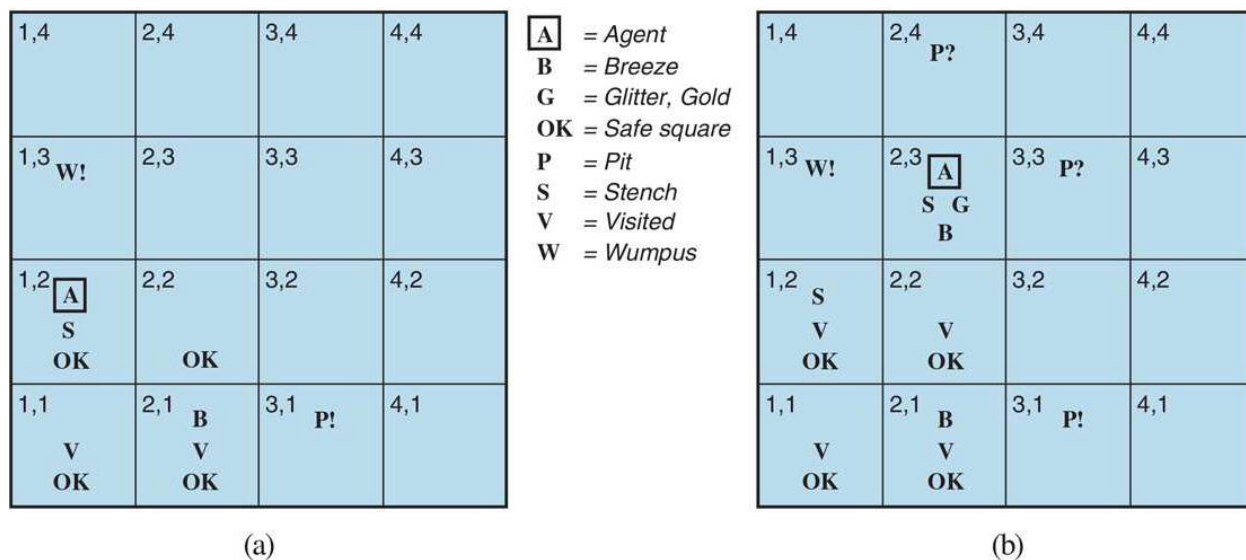 1,4 2,4 3,4 4,4
1,3 W! 2,3 3,3 4,3
1,2 A 2,2 3,2 4,2
S
OK OK
1,1 2,1 B 3,1 P! 4,1
V V
OK OK
(a)
A = Agent
B = Breeze
G = Glitter, Gold
OK = Safe square
P = Pit
S = Stench
V = Visited
W = Wumpus
1,4 2,4 P? 3,4 4,4
1,3 W! 2,3 A 3,3 P? 4,3
S G
B
1,2 S 2,2 3,2 4,2
V V
OK OK
1,1 2,1 B 3,1 P! 4,1
V V
OK OK
(b)